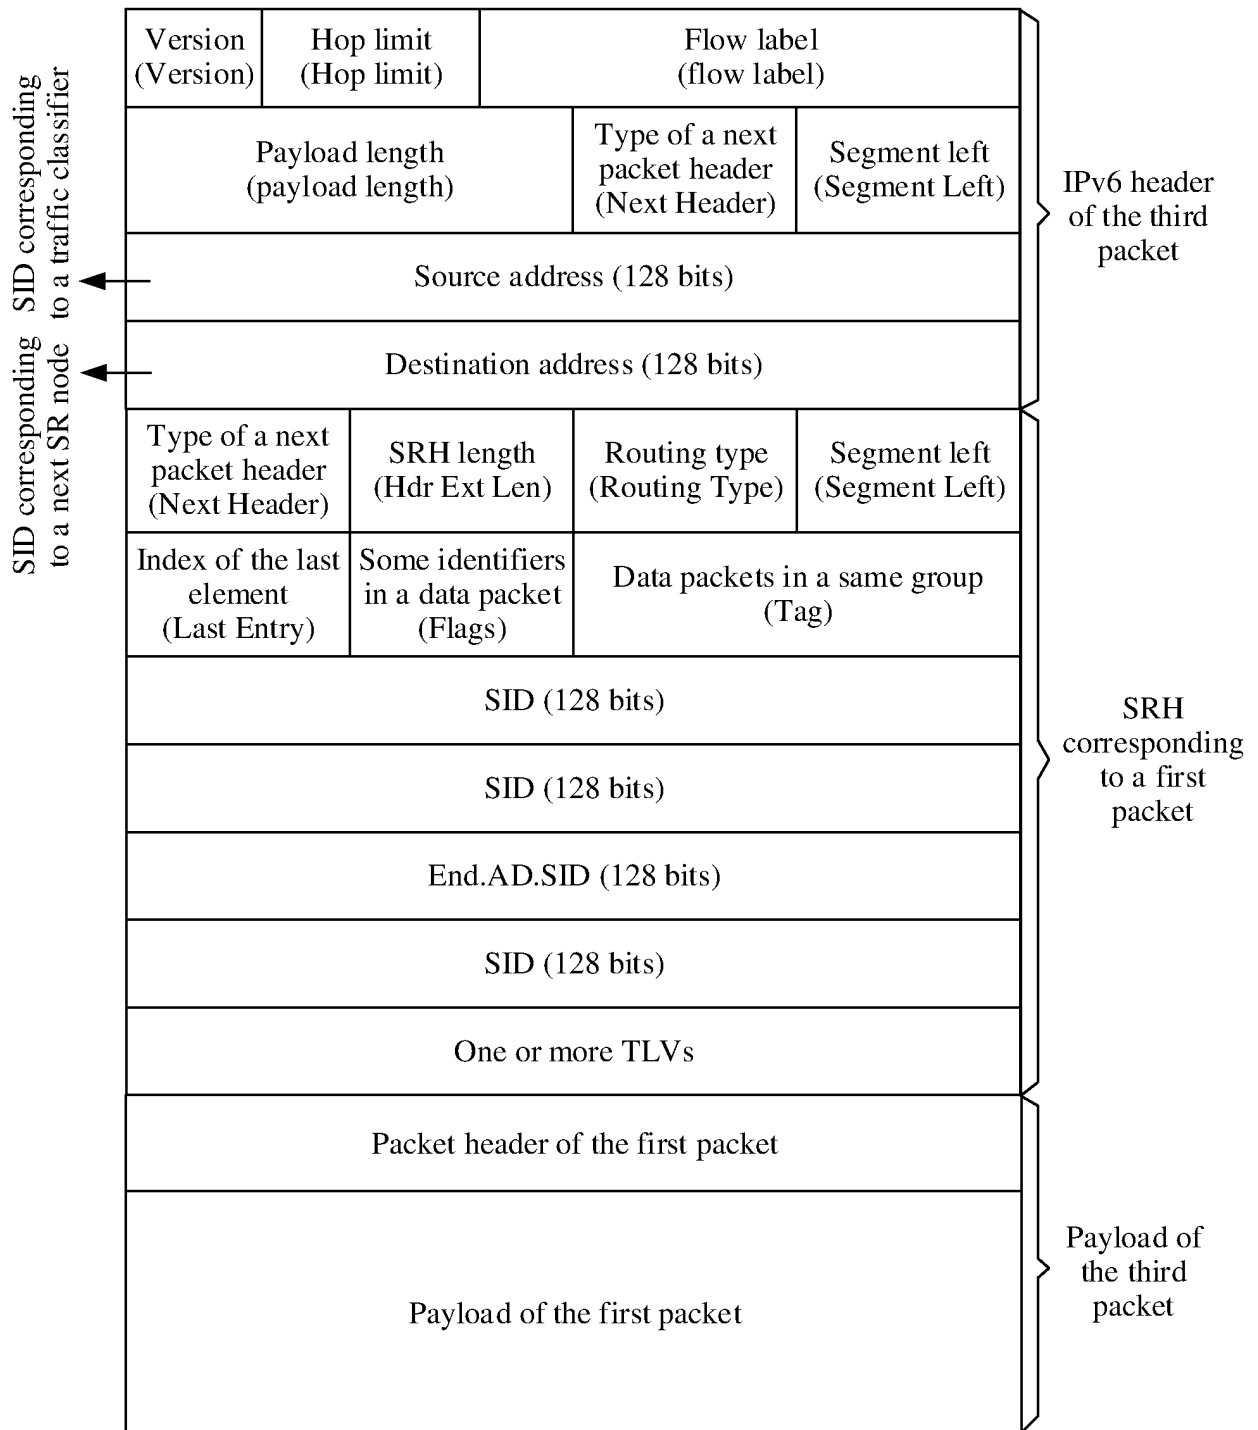 Version
(Version)
Hop limit
(Hop limit)
Flow label
(flow label)
Payload length
(payload length)
Type of a next
packet header
(Next Header)
Segment left
(Segment Left)
IPv6 header
of the third
packet
SID corresponding
to a traffic classifier
Source address (128 bits)
SID corresponding
to a next SR node
Destination address (128 bits)
Type of a next
packet header
(Next Header)
SRH length
(Hdr Ext Len)
Routing type
(Routing Type)
Segment left
(Segment Left)
Index of the last
element
(Last Entry)
Some identifiers
in a data packet
(Flags)
Data packets in a same group
(Tag)
SID (128 bits)
SID (128 bits)
End.AD.SID (128 bits)
SID (128 bits)
One or more TLVs
SRH
corresponding
to a first
packet
Packet header of the first packet
Payload of the first packet
Payload of
the third
packet